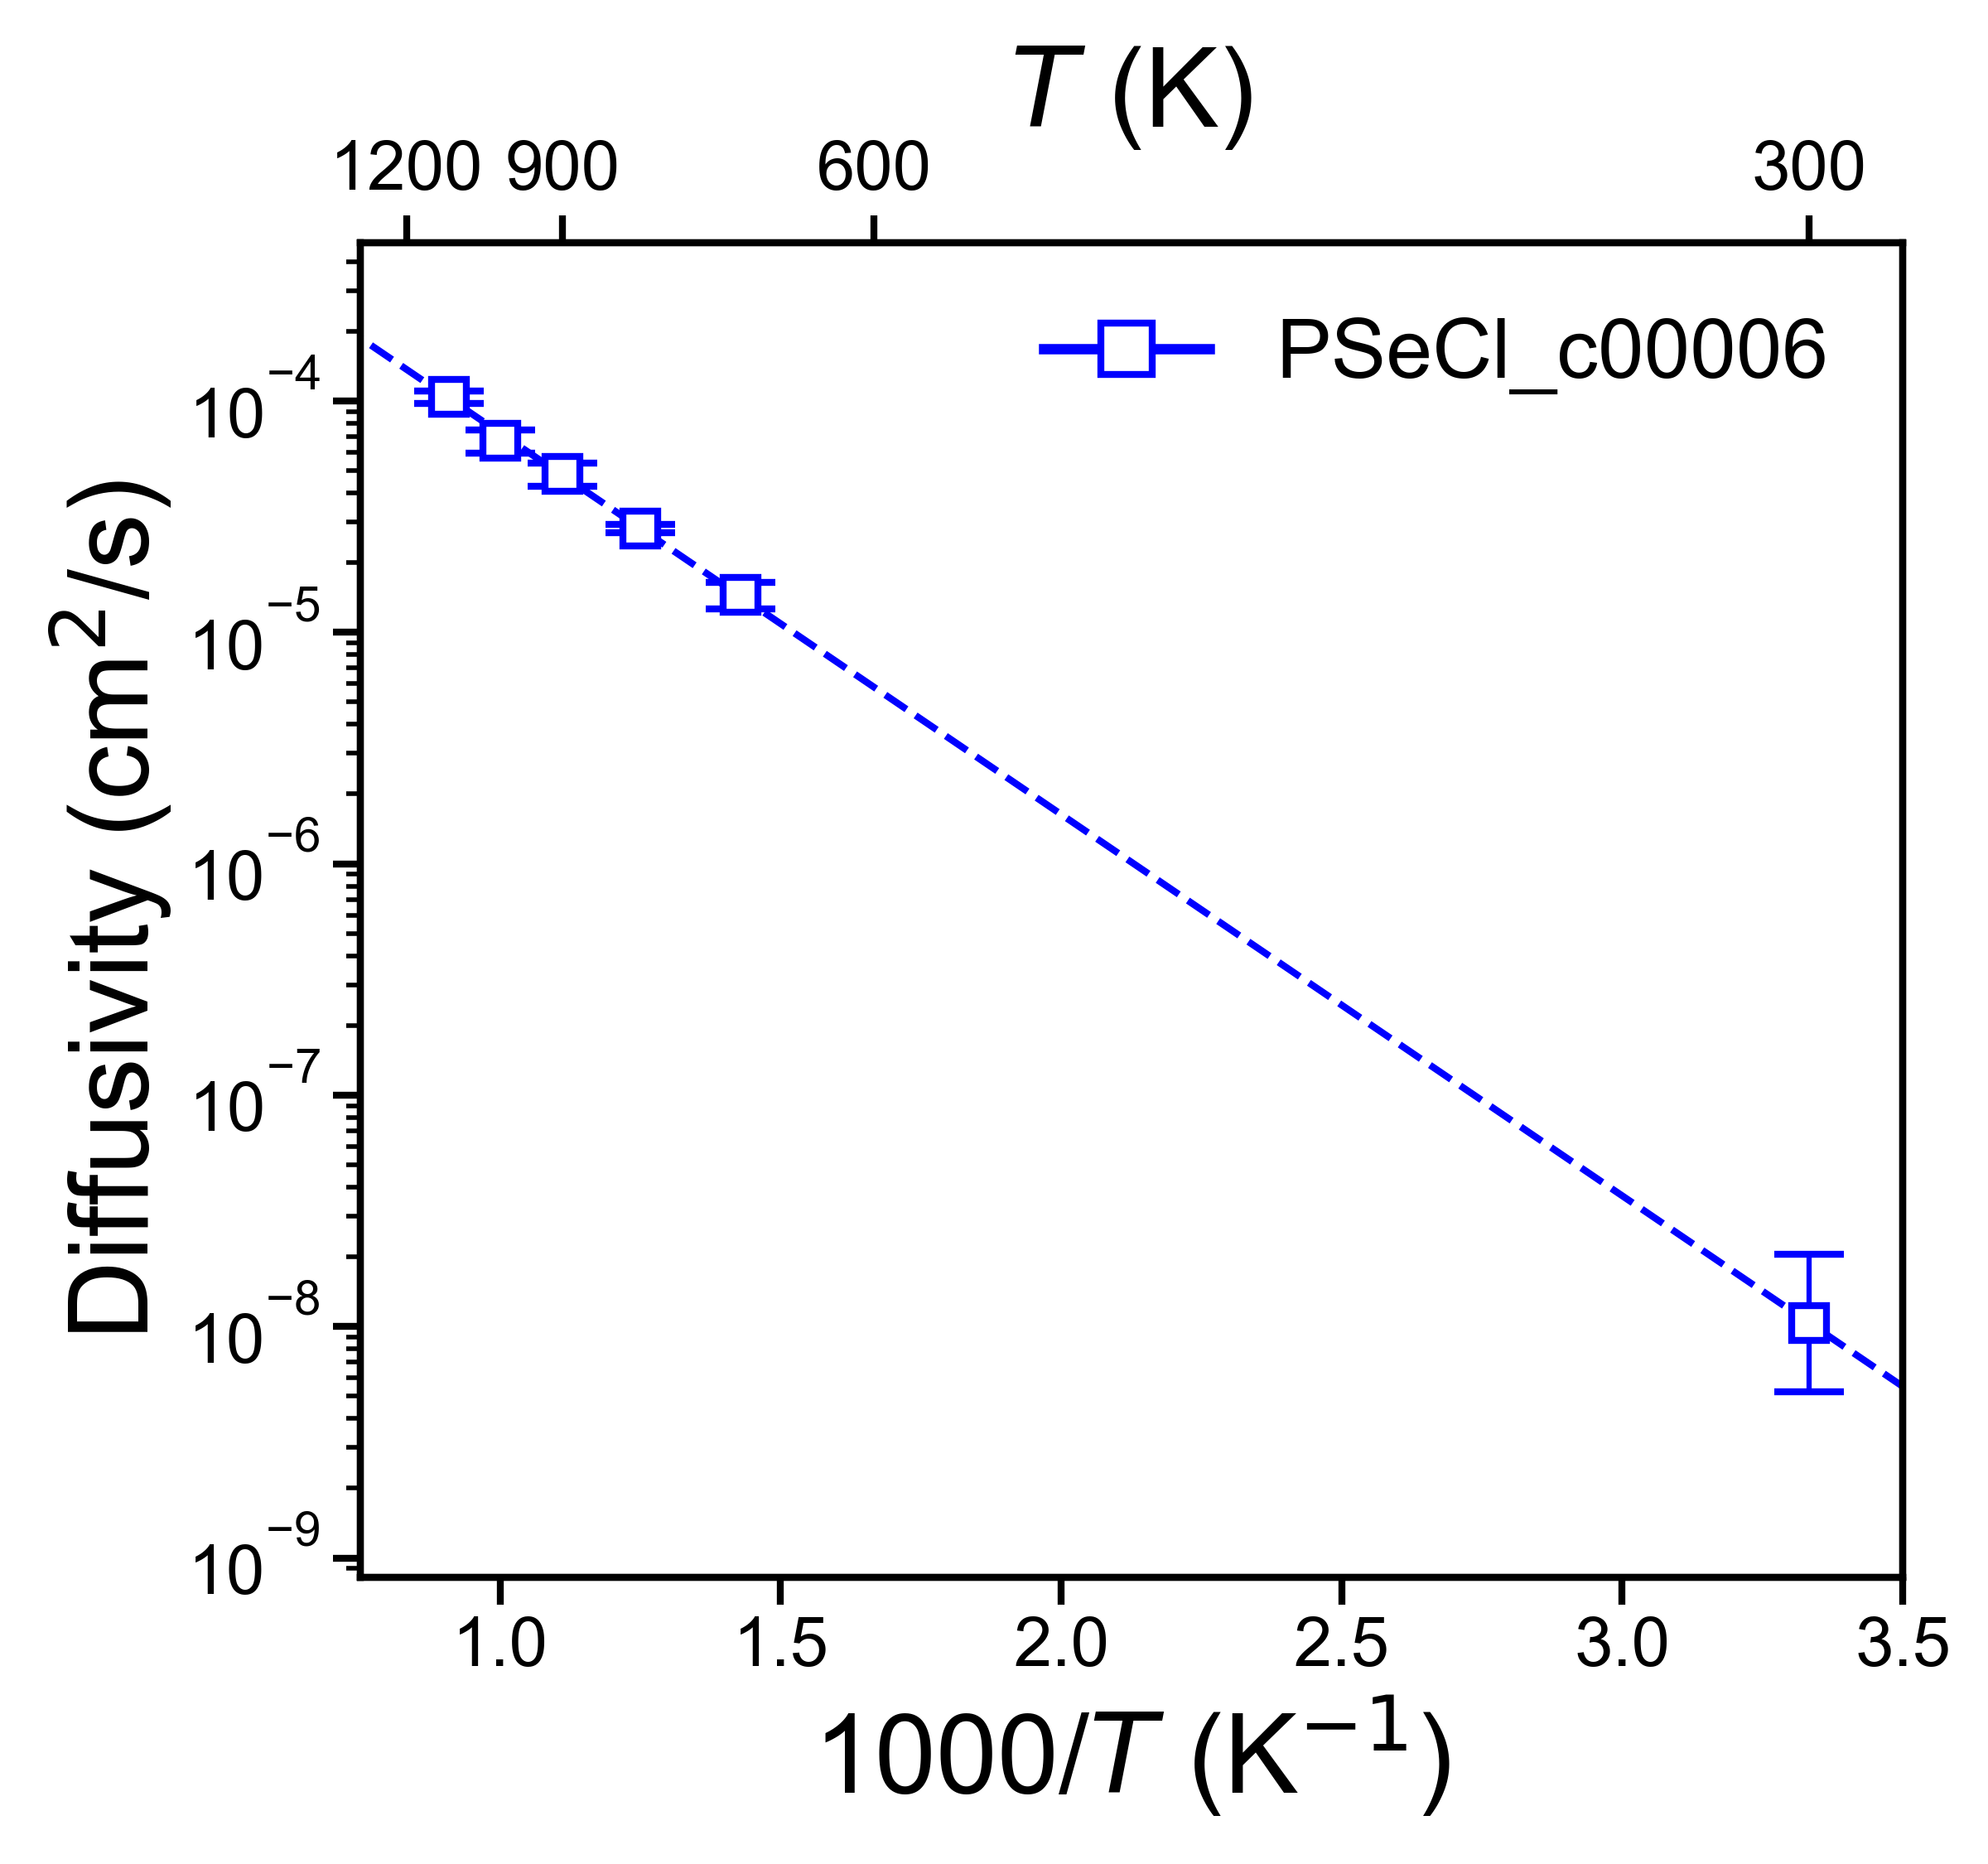 T (K)
1200 900 600 300
PSeCl_c00006
Diffusivity (cm²/s)
10⁻⁴
10⁻⁵
10⁻⁶
10⁻⁷
10⁻⁸
10⁻⁹
1.0 1.5 2.0 2.5 3.0 3.5
1000/T (K⁻¹)